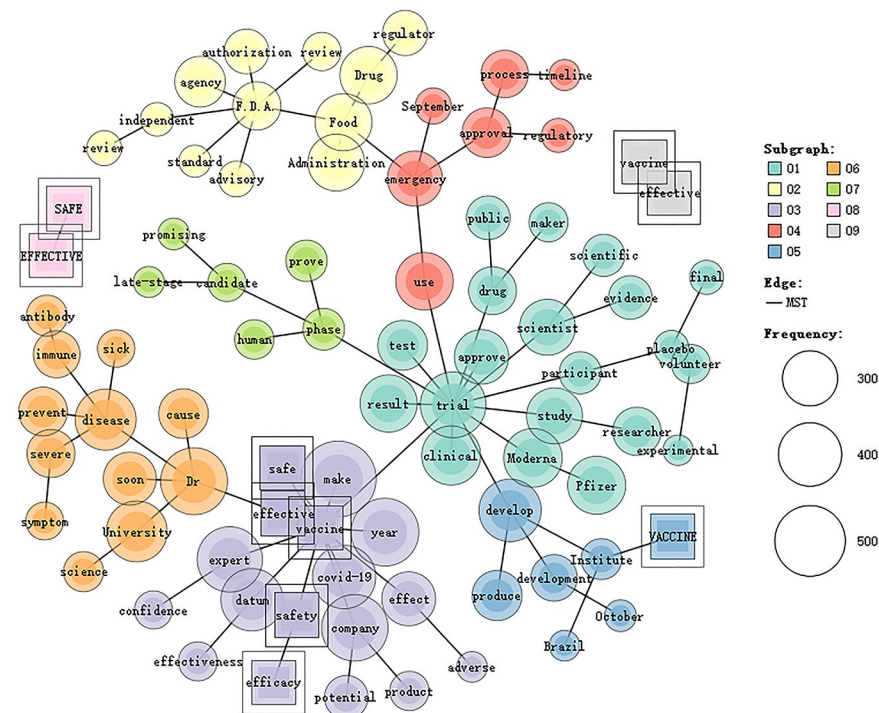 regulator
authorization
review
Drug
process
timeline
agency
F.D.A.
September
independent
Food
approval
regulatory
review
standard
Administration
advisory
emergency
vaccine
effective
Subgraph:
01
06
02
07
03
08
04
09
05
SAFE
EFFECTIVE
promising
prove
public
maker
scientific
late-stage
candidate
use
drug
evidence
final
Edge:
MST
antibody
immune
sick
human
phase
test
approve
scientist
participant
placebo
volunteer
Frequency:
300
400
500
prevent
disease
cause
result
trial
study
researcher
experimental
severe
soon
Dr
safe
make
clinical
Moderna
Pfizer
symptom
University
effective
vaccine
year
develop
VACCINE
science
expert
covid-19
Institute
development
confidence
datum
safety
effect
produce
October
company
Brazil
effectiveness
efficacy
adverse
potential
product